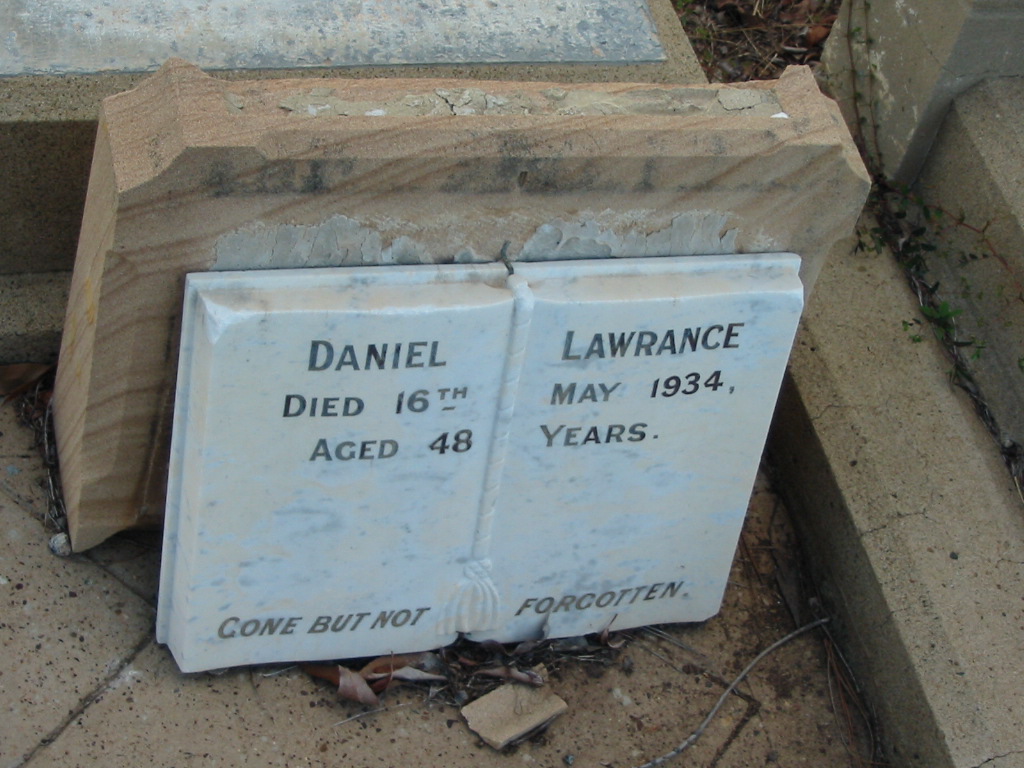 DANIEL LAWRANCE
DIED 16TH MAY 1934,
AGED 48 YEARS.
GONE BUT NOT FORGOTTEN.